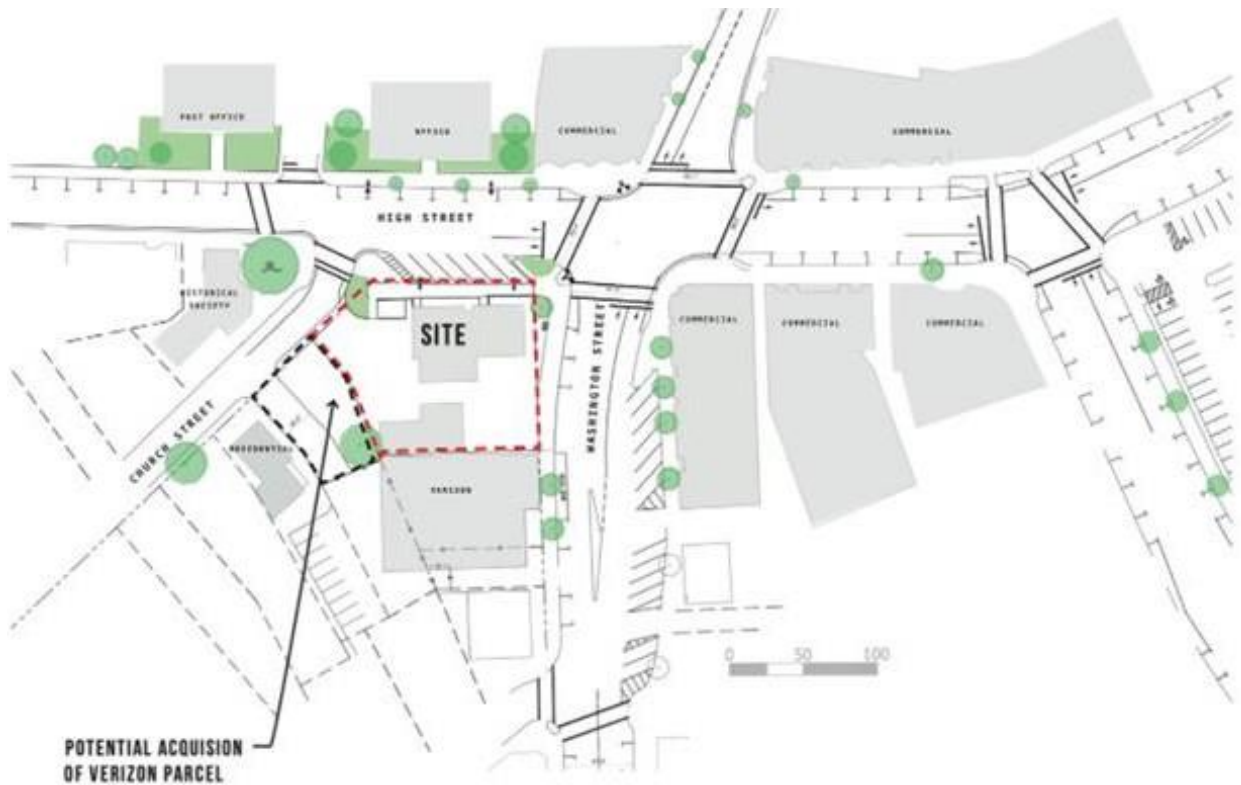 POST OFFICE
OFFICE
COMMERCIAL
COMMERCIAL
HIGH STREET
HISTORICAL
SOCIETY
SITE
WASHINGTON STREET
COMMERCIAL
COMMERCIAL
COMMERCIAL
CHURCH STREET
RESIDENTIAL
VERIZON
0 50 100
POTENTIAL ACQUISION
OF VERIZON PARCEL